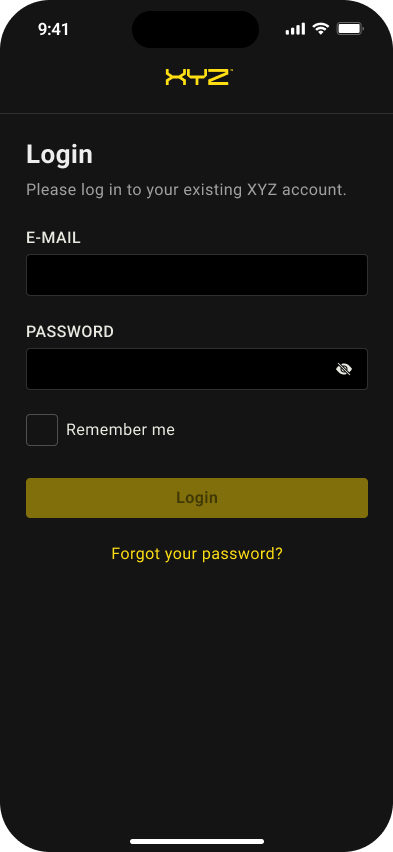 9:41
XYZ™
Login
Please log in to your existing XYZ account.
E-MAIL
PASSWORD
Remember me
Login
Forgot your password?